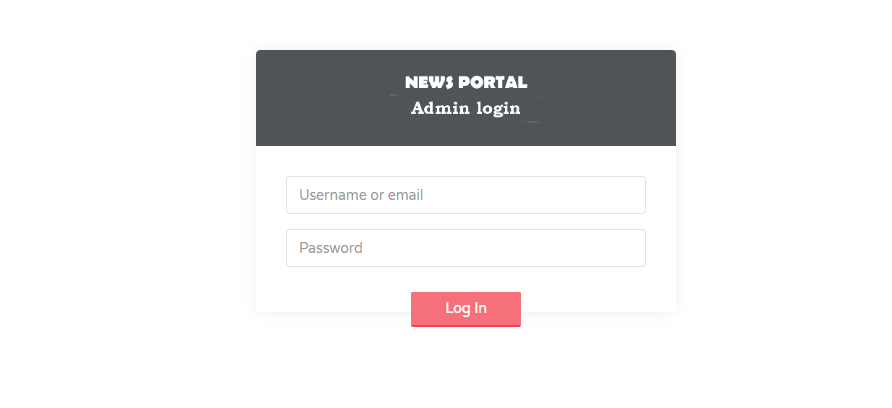 NEWS PORTAL
Admin login
Username or email
Password
Log In